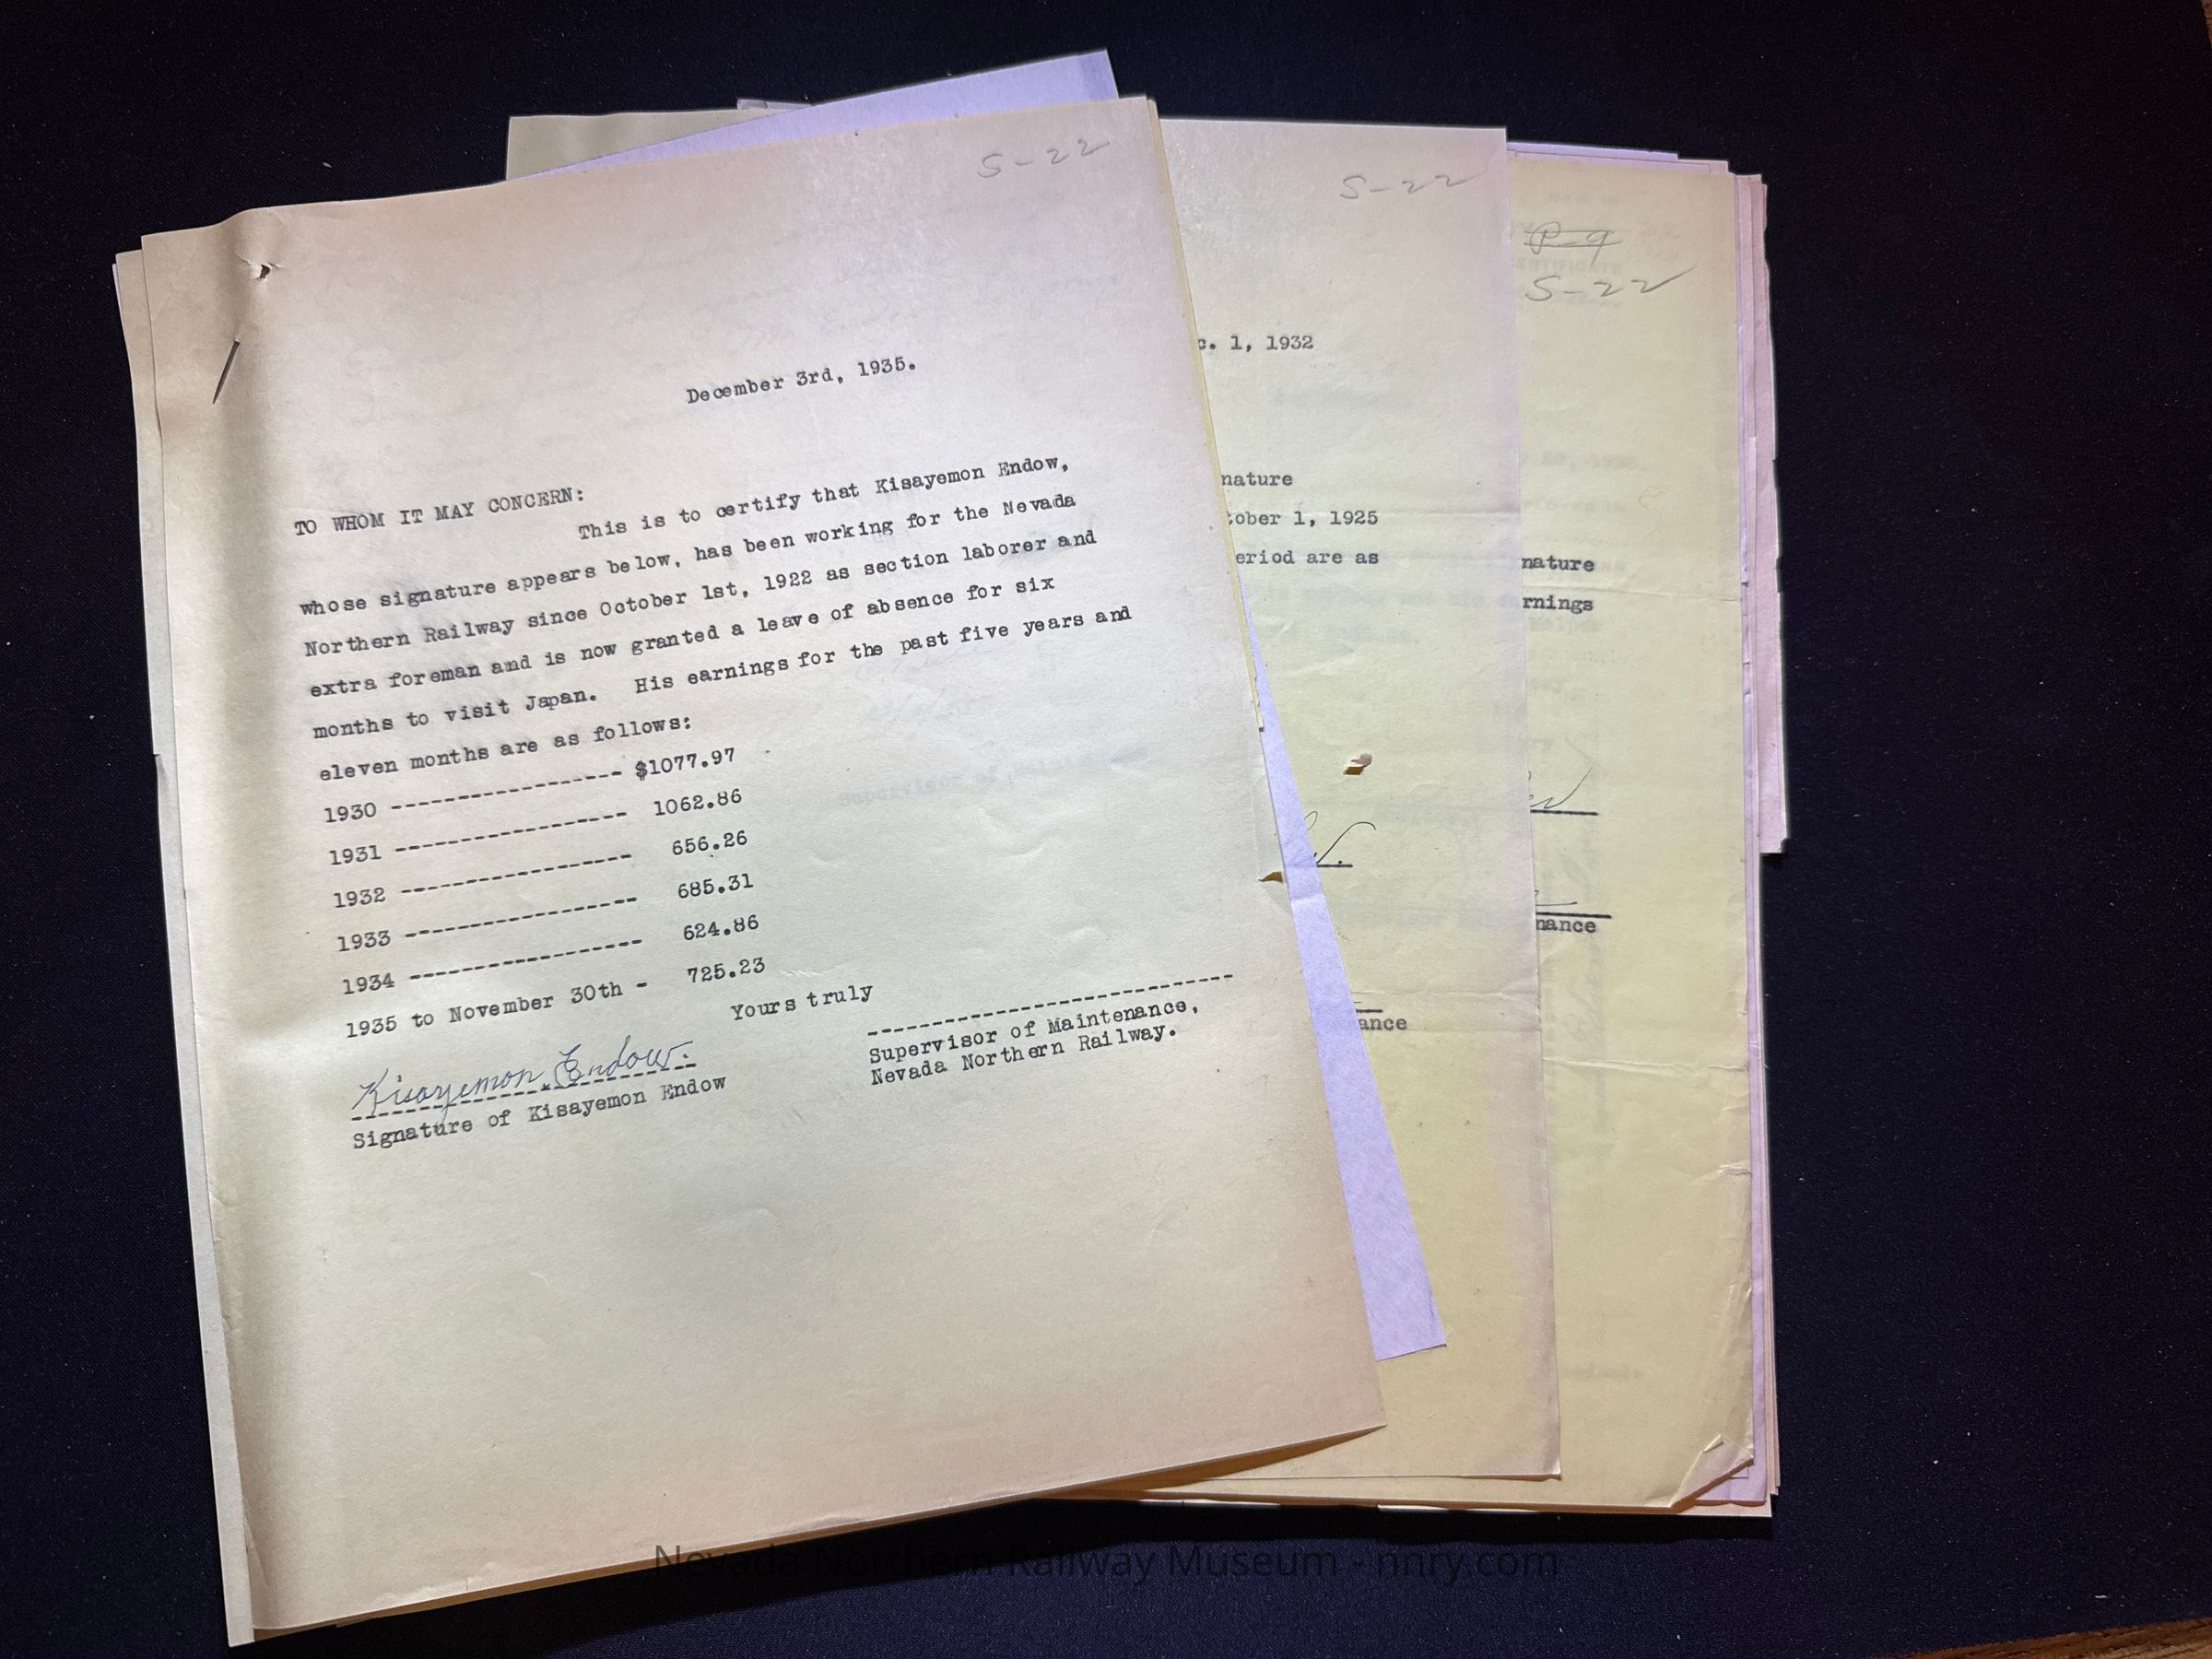 S-22
December 3rd, 1935.
TO WHOM IT MAY CONCERN:
This is to certify that Kisayemon Endow,
whose signature appears below, has been working for the Nevada
Northern Railway since October 1st, 1922 as section laborer and
extra foreman and is now granted a leave of absence for six
months to visit Japan. His earnings for the past five years and
eleven months are as follows:
1930 ------------------ $1077.97
1931 ------------------ 1062.86
1932 ------------------ 656.26
1933 ------------------ 685.31
1934 ------------------ 624.86
1935 to November 30th - 725.23
Yours truly
Kisayemon Endow.
Signature of Kisayemon Endow
Supervisor of Maintenance,
Nevada Northern Railway.
S-22
c. 1, 1932
nature
tober 1, 1925
eriod are as
W.
ance
P-9
S-22
nature
rnings
nance
Nevada Northern Railway Museum - nnry.com